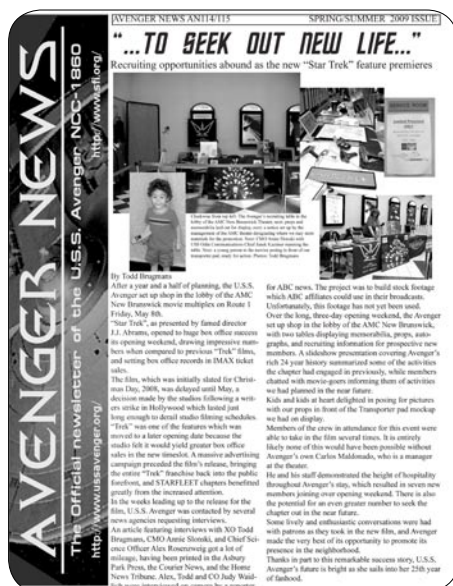 AVENGER NEWS AN114/115 SPRING/SUMMER 2009 ISSUE
"...TO SEEK OUT NEW LIFE..."
Recruiting opportunities abound as the new "Star Trek" feature premieres
AVENGER NEWS
The Official newsletter of the U.S.S. Avenger NCC-1860
http://www.ussavenger.org/ http://www.sfi.org/
By Todd Brugmans
After a year and a half of planning, the U.S.S.
Avenger set up shop in the lobby of the AMC
New Brunswick movie multiplex on Route 1
Friday, May 8th.
"Star Trek", as presented by famed director
J.J. Abrams, opened to huge box office success
its opening weekend, drawing impressive num-
bers when compared to previous "Trek" films,
and setting box office records in IMAX ticket
sales.
The film, which was initially slated for Christ-
mas Day, 2008, was delayed until May, a
decision made by the studios following a writ-
ers strike in Hollywood which lasted just
long enough to derail studio filming schedules.
"Trek" was one of the features which was
moved to a later opening date because the
studio felt it would yield greater box office
sales in the new timeslot. A massive advertising
campaign preceded the film's release, bringing
the entire "Trek" franchise back into the public
forefront, and STARFLEET chapters benefitted
greatly from the increased attention.
In the weeks leading up to the release for the
film, U.S.S. Avenger was contacted by several
news agencies requesting interviews.
An article featuring interviews with XO Todd
Brugmans, CMO Annie Slonski, and Chief Sci-
ence Officer Alex Rosenzweig got a lot of
mileage, having been printed in the Asbury
Park Press, the Courier News, and the Home
News Tribune. Alex, Todd and CO Judy Waid-
for ABC news. The project was to build stock footage
which ABC affiliates could use in their broadcasts.
Unfortunately, this footage has not yet been used.
Over the long, three-day opening weekend, the Avenger
set up shop in the lobby of the AMC New Brunswick,
with two tables displaying memorabilia, props, auto-
graphs, and recruiting information for prospective new
members. A slideshow presentation covering Avenger's
rich 24 year history summarized some of the activities
the chapter had engaged in previously, while members
chatted with movie-goers informing them of activities
we had planned in the near future.
Kids and kids at heart delighted in posing for pictures
with our props in front of the Transporter pad mockup
we had on display.
Members of the crew in attendance for this event were
able to take in the film several times. It is entirely
likely none of this would have been possible without
Avenger's own Carlos Maldonado, who is a manager
at the theater.
He and his staff demonstrated the height of hospitality
throughout Avenger's stay, which resulted in seven new
members joining over opening weekend. There is also
the potential for an even greater number to seek the
chapter out in the near future.
Some lively and enthusiastic conversations were had
with patrons as they took in the new film, and Avenger
made the very best of its opportunity to promote its
presence in the neighborhood.
Thanks in part to this remarkable success story, U.S.S.
Avenger's future is bright as she sails into her 25th year
of fanhood.